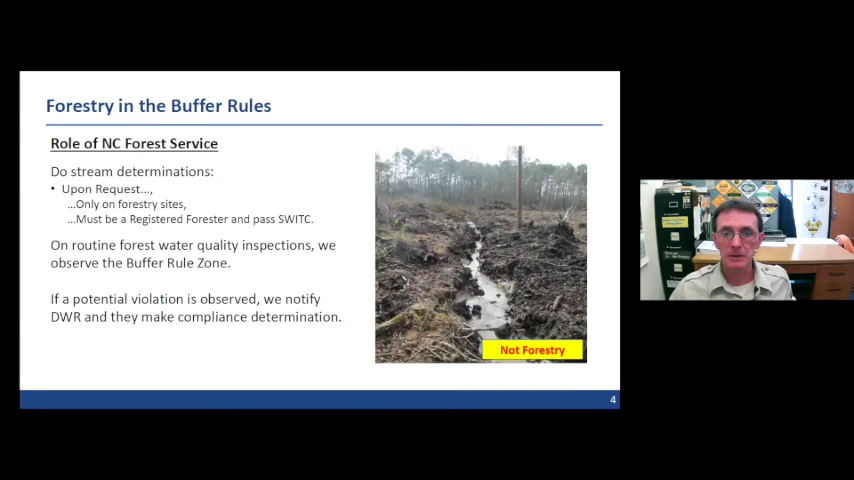 Forestry in the Buffer Rules
Role of NC Forest Service
Do stream determinations:
• Upon Request...,
...Only on forestry sites,
...Must be a Registered Forester and pass SWITC.
On routine forest water quality inspections, we
observe the Buffer Rule Zone.
If a potential violation is observed, we notify
DWR and they make compliance determination.
Not Forestry
4